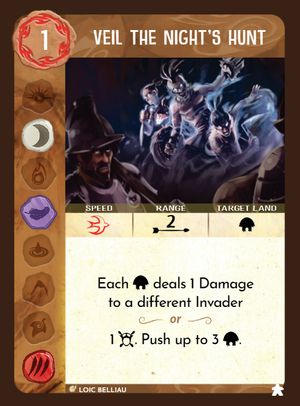 1
VEIL THE NIGHT'S HUNT
SPEED
RANGE
TARGET LAND
2
Each deals 1 Damage
to a different Invader
or
1 . Push up to 3 .
LOIC BELLIAU